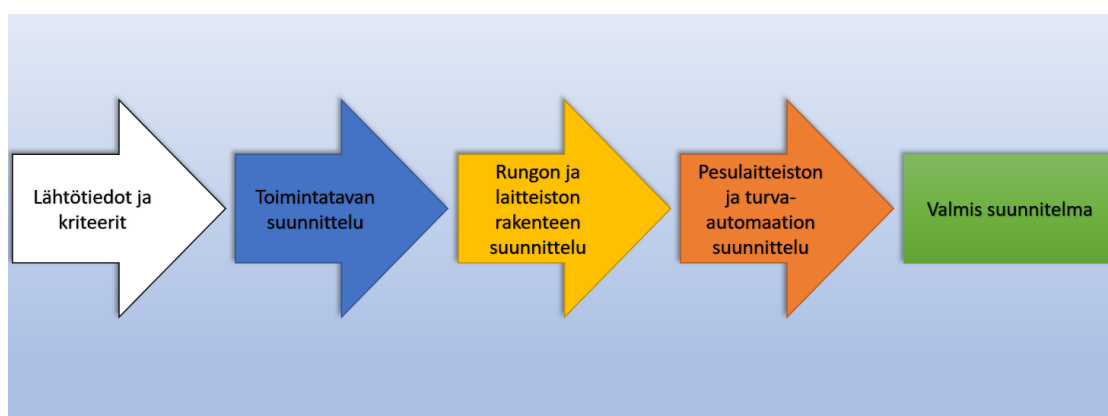 Lähtötiedot ja
kriteerit
Toimintatavan
suunnittelu
Rungon ja
laitteiston
rakenteen
suunnittelu
Pesulaitteiston
ja turva-
automaation
suunnittelu
Valmis suunnitelma